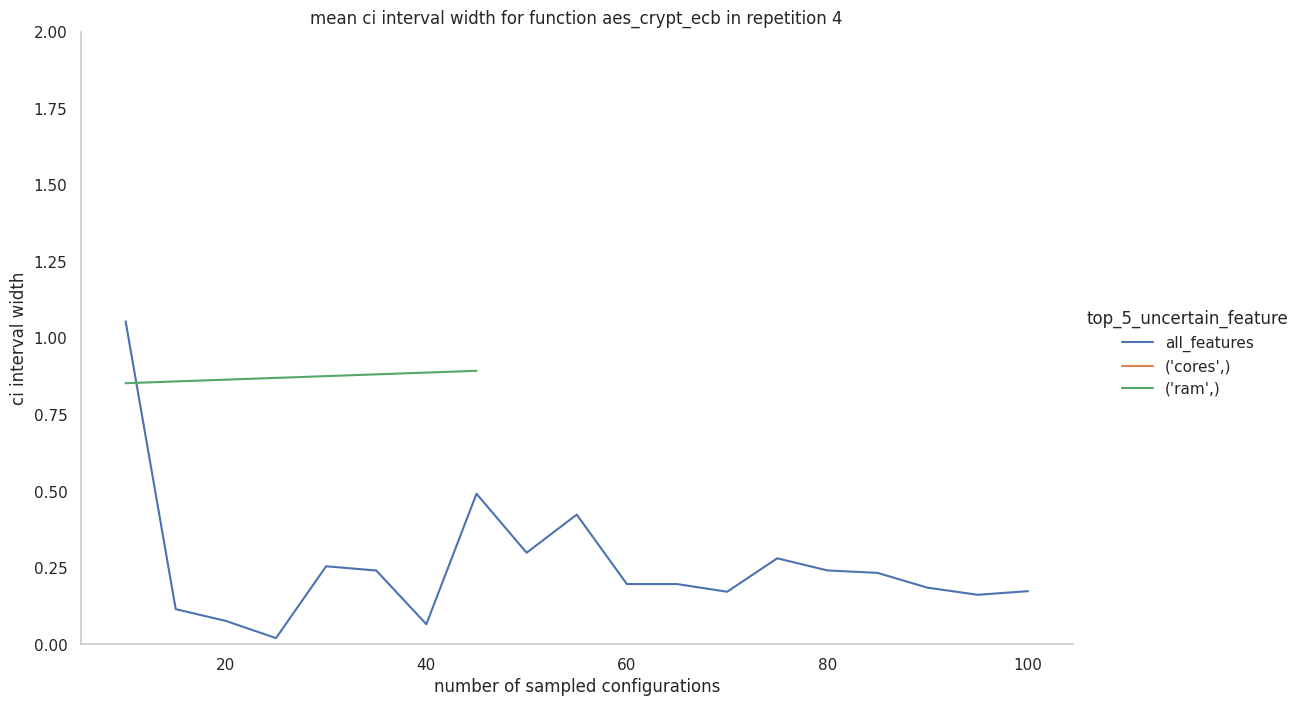 mean ci interval width for function aes_crypt_ecb in repetition 4
2.00
1.75
1.50
1.25
1.00
0.75
0.50
0.25
0.00
ci interval width
20
40
60
80
100
number of sampled configurations
top_5_uncertain_feature
all_features
('cores',)
('ram',)